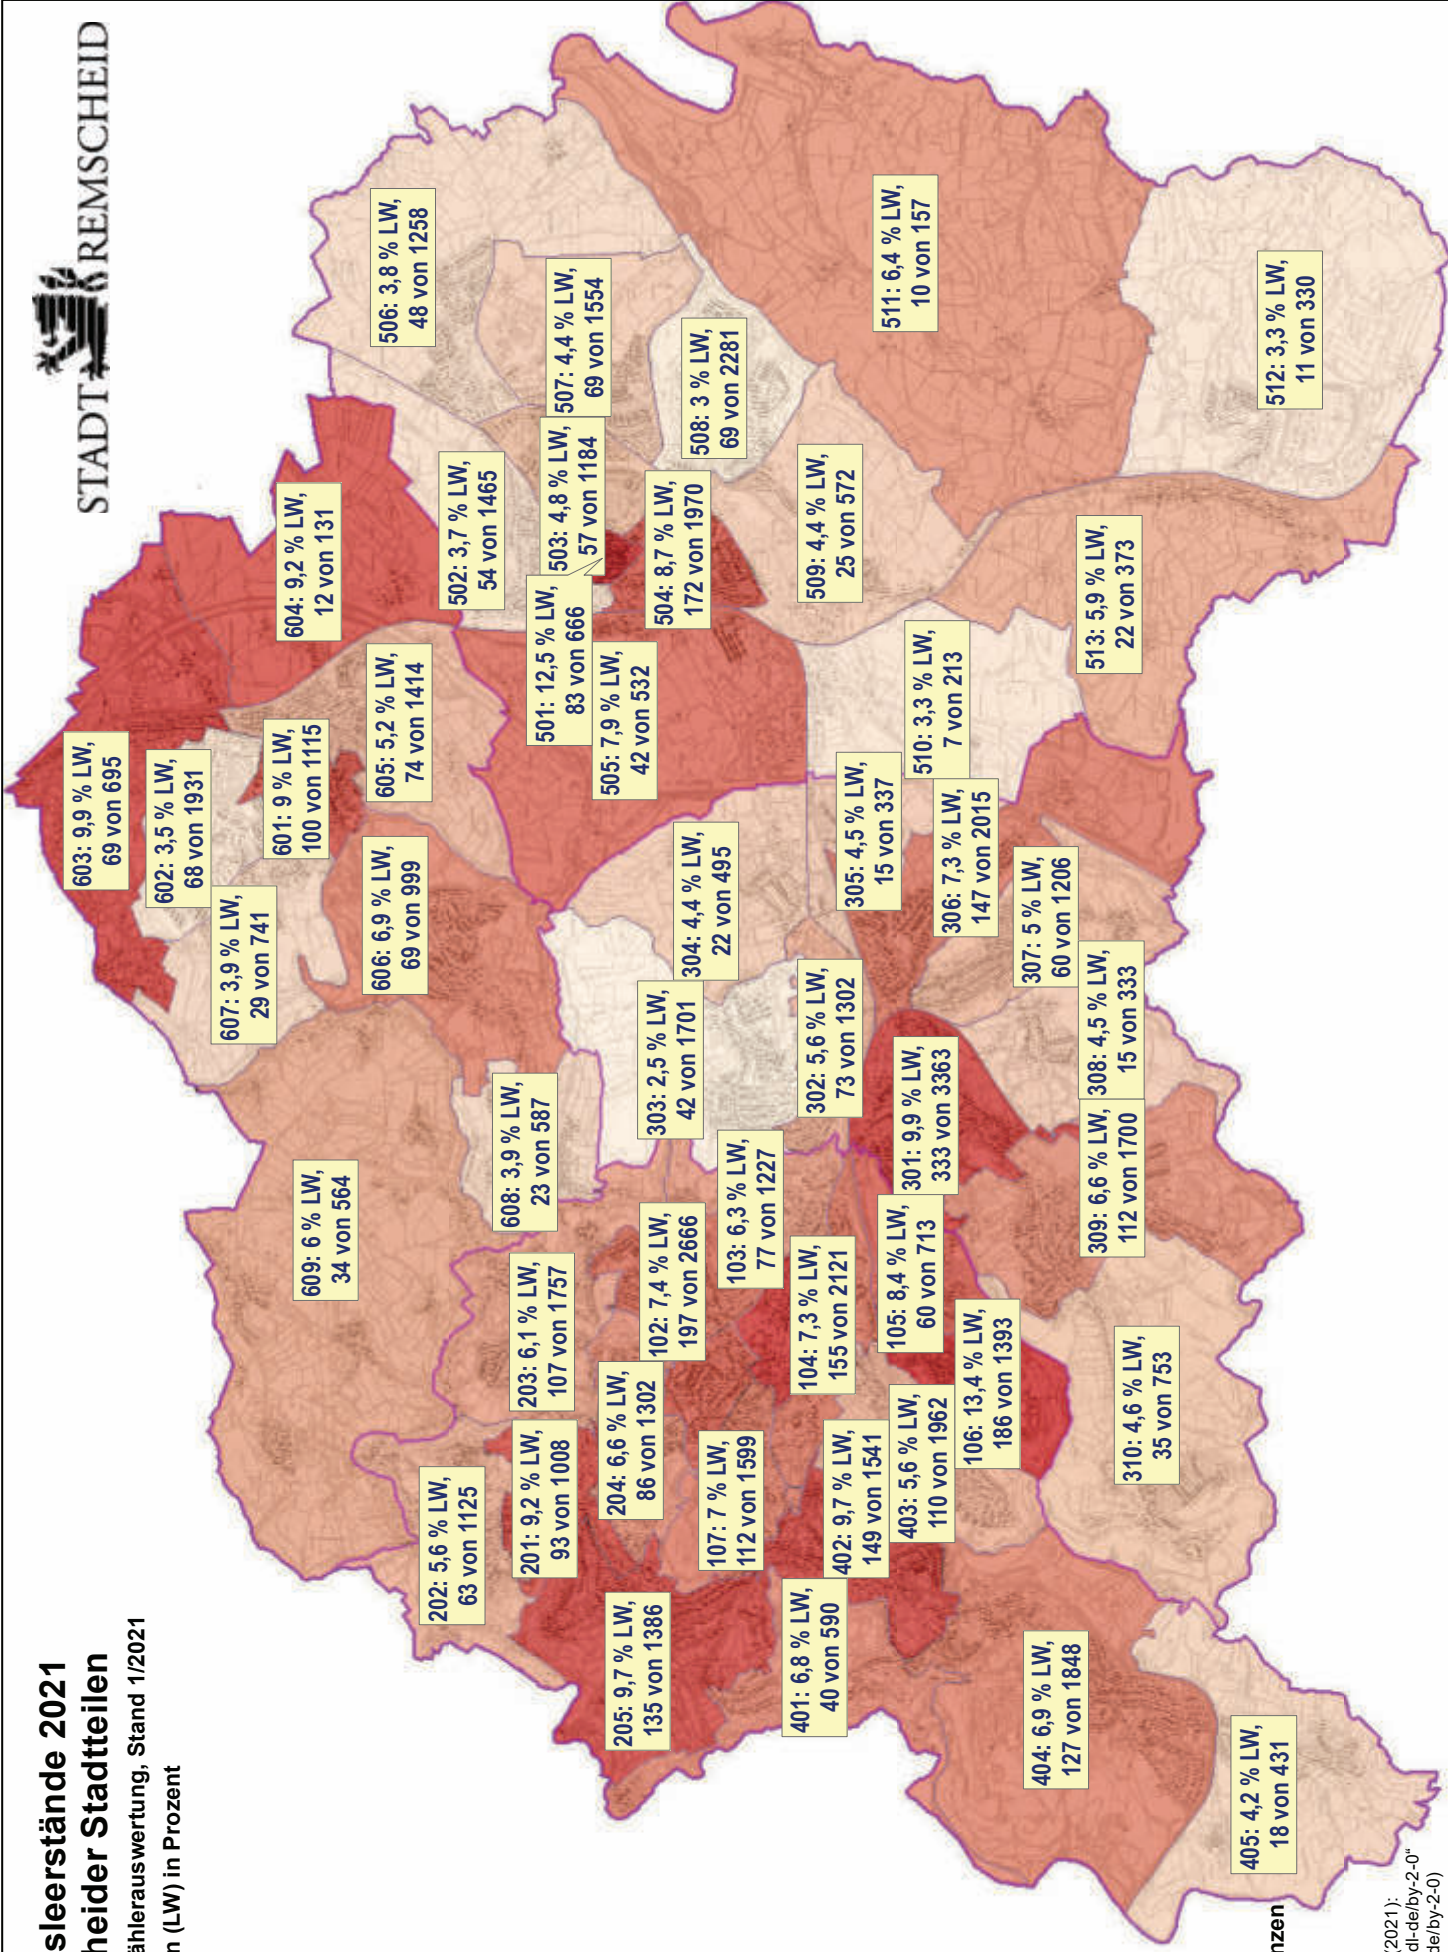 sleerstände 2021
heider Stadtteilen
ählerauswertung, Stand 1/2021
n (LW) in Prozent
STADT REMSCHEID
603: 9,9 % LW,
69 von 695
602: 3,5 % LW,
68 von 1931
607: 3,9 % LW,
29 von 741
601: 9 % LW,
100 von 1115
604: 9,2 % LW,
12 von 131
609: 6 % LW,
34 von 564
606: 6,9 % LW,
69 von 999
605: 5,2 % LW,
74 von 1414
506: 3,8 % LW,
48 von 1258
202: 5,6 % LW,
63 von 1125
502: 3,7 % LW,
54 von 1465
608: 3,9 % LW,
23 von 587
203: 6,1 % LW,
107 von 1757
201: 9,2 % LW,
93 von 1008
501: 12,5 % LW,
83 von 666
503: 4,8 % LW,
57 von 1184
507: 4,4 % LW,
69 von 1554
505: 7,9 % LW,
42 von 532
204: 6,6 % LW,
86 von 1302
205: 9,7 % LW,
135 von 1386
102: 7,4 % LW,
197 von 2666
303: 2,5 % LW,
42 von 1701
304: 4,4 % LW,
22 von 495
504: 8,7 % LW,
172 von 1970
508: 3 % LW,
69 von 2281
107: 7 % LW,
112 von 1599
103: 6,3 % LW,
77 von 1227
401: 6,8 % LW,
40 von 590
104: 7,3 % LW,
155 von 2121
302: 5,6 % LW,
73 von 1302
509: 4,4 % LW,
25 von 572
402: 9,7 % LW,
149 von 1541
305: 4,5 % LW,
15 von 337
105: 8,4 % LW,
60 von 713
301: 9,9 % LW,
333 von 3363
511: 6,4 % LW,
10 von 157
403: 5,6 % LW,
110 von 1962
510: 3,3 % LW,
7 von 213
306: 7,3 % LW,
147 von 2015
106: 13,4 % LW,
186 von 1393
307: 5 % LW,
60 von 1206
404: 6,9 % LW,
127 von 1848
309: 6,6 % LW,
112 von 1700
308: 4,5 % LW,
15 von 333
513: 5,9 % LW,
22 von 373
310: 4,6 % LW,
35 von 753
405: 4,2 % LW,
18 von 431
512: 3,3 % LW,
11 von 330
nzen
(2021):
dl-de/by-2-0“
de/by-2-0)